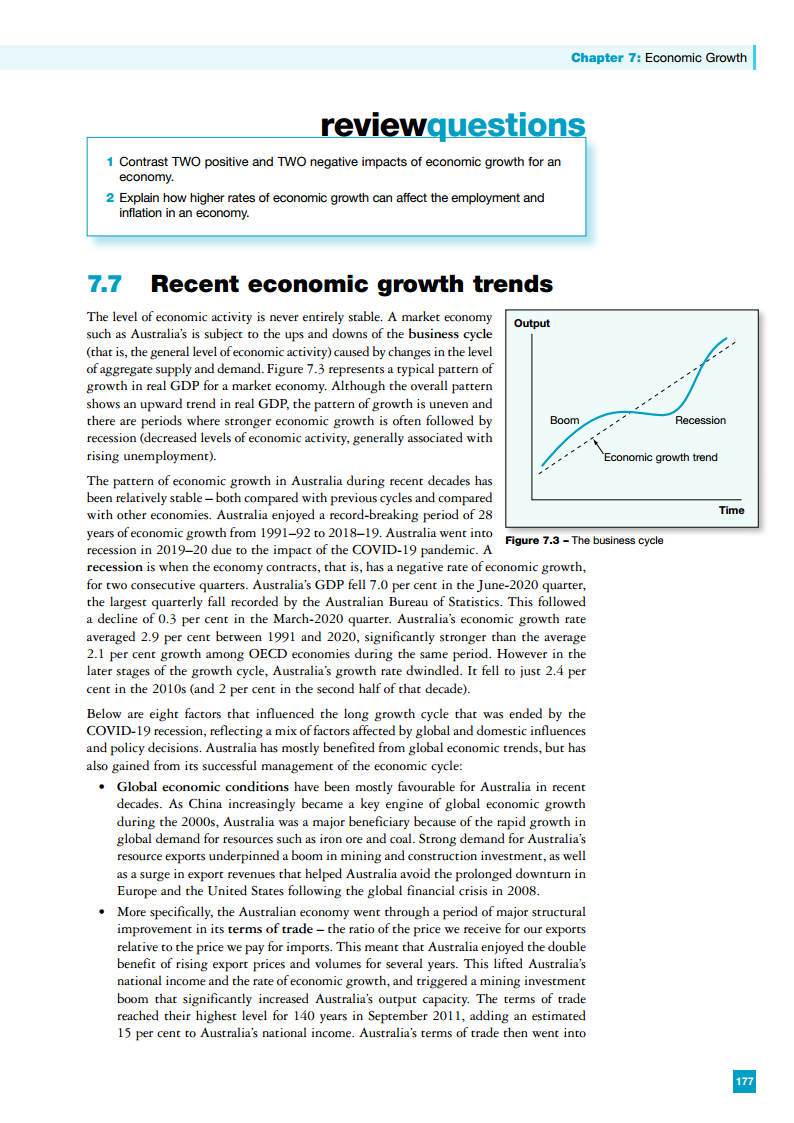 Chapter 7: Economic Growth
reviewquestions
1 Contrast TWO positive and TWO negative impacts of economic growth for an
economy.
2 Explain how higher rates of economic growth can affect the employment and
inflation in an economy.
7.7 Recent economic growth trends
The level of economic activity is never entirely stable. A market economy
such as Australia's is subject to the ups and downs of the business cycle
(that is, the general level of economic activity) caused by changes in the level
of aggregate supply and demand. Figure 7.3 represents a typical pattern of
growth in real GDP for a market economy. Although the overall pattern
shows an upward trend in real GDP, the pattern of growth is uneven and
there are periods where stronger economic growth is often followed by
recession (decreased levels of economic activity, generally associated with
rising unemployment).
The pattern of economic growth in Australia during recent decades has
been relatively stable – both compared with previous cycles and compared
with other economies. Australia enjoyed a record-breaking period of 28
years of economic growth from 1991–92 to 2018–19. Australia went into
recession in 2019–20 due to the impact of the COVID-19 pandemic. A
recession is when the economy contracts, that is, has a negative rate of economic growth,
for two consecutive quarters. Australia's GDP fell 7.0 per cent in the June-2020 quarter,
the largest quarterly fall recorded by the Australian Bureau of Statistics. This followed
a decline of 0.3 per cent in the March-2020 quarter. Australia's economic growth rate
averaged 2.9 per cent between 1991 and 2020, significantly stronger than the average
2.1 per cent growth among OECD economies during the same period. However in the
later stages of the growth cycle, Australia's growth rate dwindled. It fell to just 2.4 per
cent in the 2010s (and 2 per cent in the second half of that decade).
Output
Boom
Recession
Economic growth trend
Time
Figure 7.3 – The business cycle
Below are eight factors that influenced the long growth cycle that was ended by the
COVID-19 recession, reflecting a mix of factors affected by global and domestic influences
and policy decisions. Australia has mostly benefited from global economic trends, but has
also gained from its successful management of the economic cycle:
• Global economic conditions have been mostly favourable for Australia in recent
decades. As China increasingly became a key engine of global economic growth
during the 2000s, Australia was a major beneficiary because of the rapid growth in
global demand for resources such as iron ore and coal. Strong demand for Australia's
resource exports underpinned a boom in mining and construction investment, as well
as a surge in export revenues that helped Australia avoid the prolonged downturn in
Europe and the United States following the global financial crisis in 2008.
• More specifically, the Australian economy went through a period of major structural
improvement in its terms of trade – the ratio of the price we receive for our exports
relative to the price we pay for imports. This meant that Australia enjoyed the double
benefit of rising export prices and volumes for several years. This lifted Australia's
national income and the rate of economic growth, and triggered a mining investment
boom that significantly increased Australia's output capacity. The terms of trade
reached their highest level for 140 years in September 2011, adding an estimated
15 per cent to Australia's national income. Australia's terms of trade then went into
177